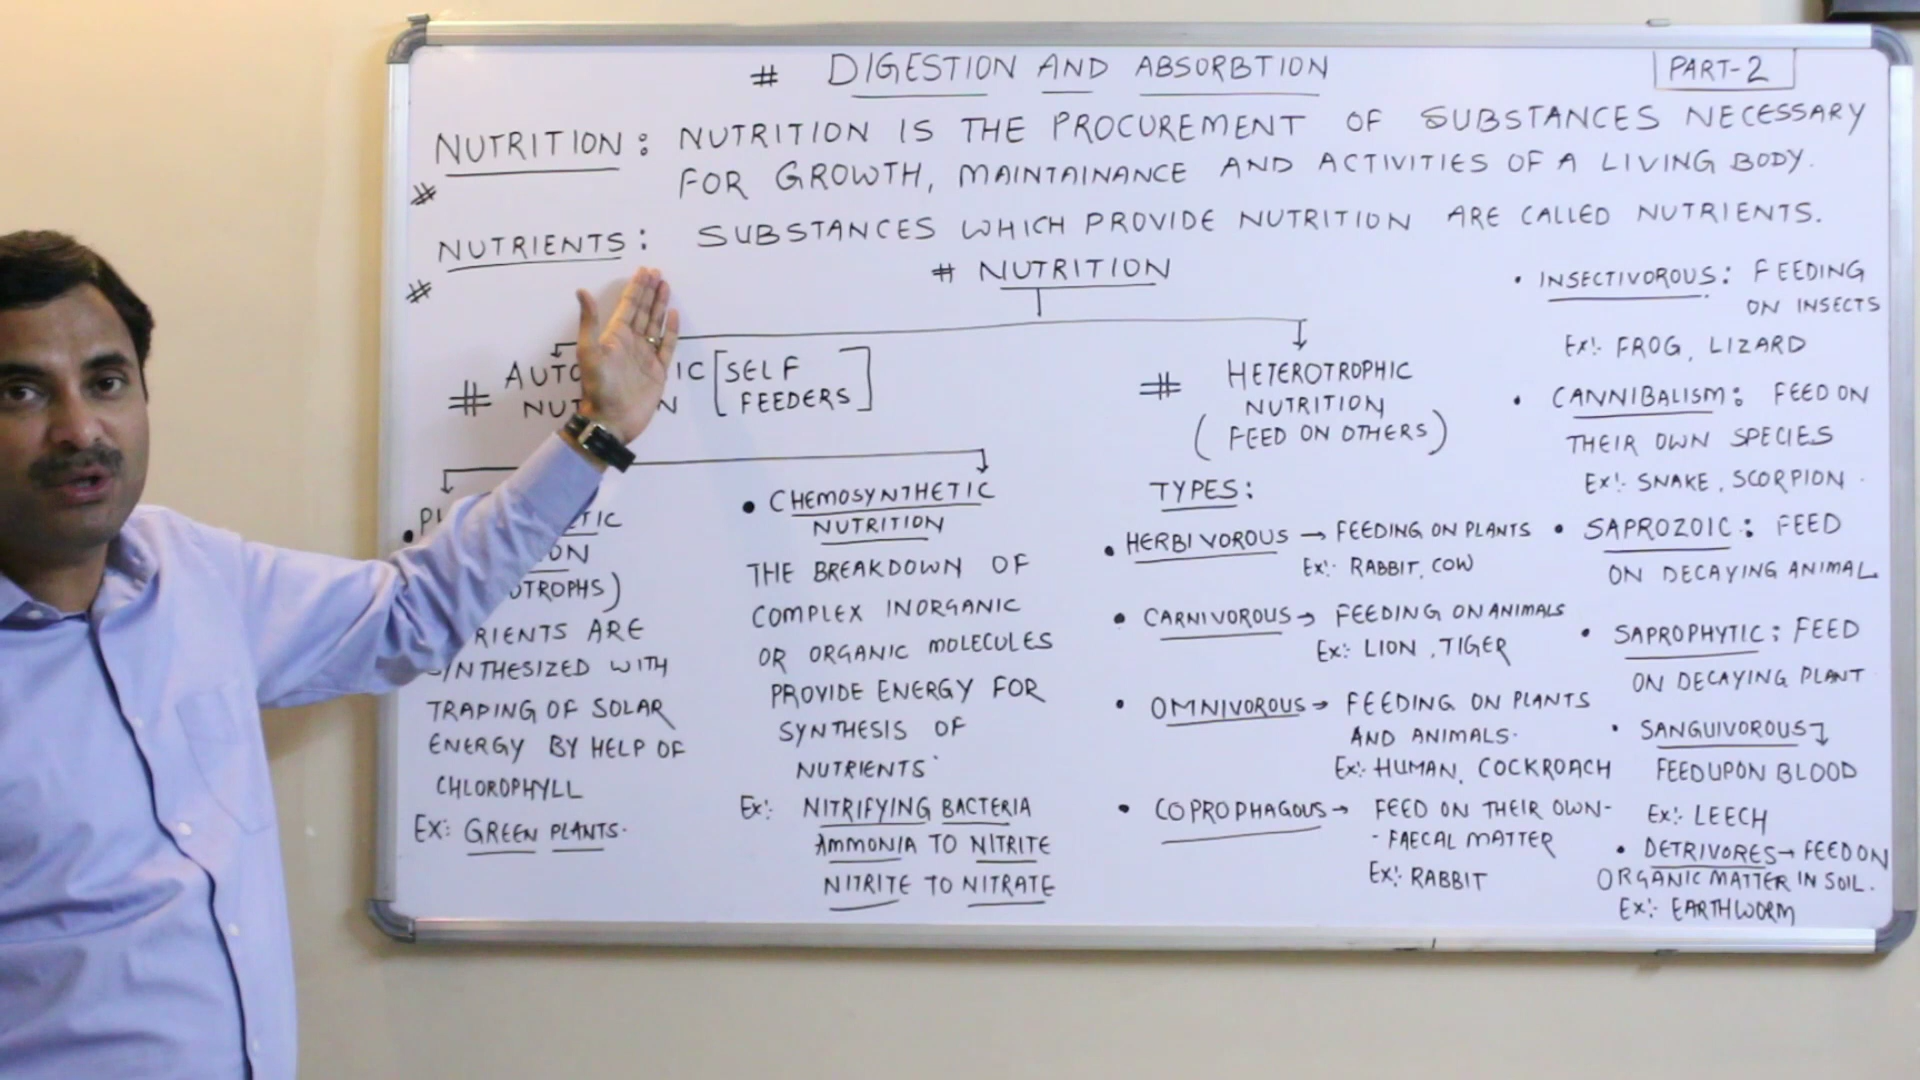 # DIGESTION AND ABSORBTION
PART-2
NUTRITION: NUTRITION IS THE PROCUREMENT OF SUBSTANCES NECESSARY
# FOR GROWTH, MAINTAINANCE AND ACTIVITIES OF A LIVING BODY.
NUTRIENTS: SUBSTANCES WHICH PROVIDE NUTRITION ARE CALLED NUTRIENTS.
#
# NUTRITION
# [SELF
FEEDERS]
• CHEMOSYNTHETIC
NUTRITION
THE BREAKDOWN OF
COMPLEX INORGANIC
OR ORGANIC MOLECULES
PROVIDE ENERGY FOR
SYNTHESIS OF
NUTRIENTS
Ex:- NITRIFYING BACTERIA
AMMONIA TO NITRITE
NITRITE TO NITRATE
ARE
WITH
TRAPING OF SOLAR
ENERGY BY HELP OF
CHLOROPHYLL
EX: GREEN PLANTS.
# HETEROTROPHIC
NUTRITION
(FEED ON OTHERS)
TYPES:
• HERBIVOROUS → FEEDING ON PLANTS
Ex:- RABBIT, COW
• CARNIVOROUS → FEEDING ON ANIMALS
Ex:- LION, TIGER
• OMNIVOROUS → FEEDING ON PLANTS
AND ANIMALS.
Ex:- HUMAN, COCKROACH
• COPROPHAGOUS → FEED ON THEIR OWN-
- FAECAL MATTER
Ex:- RABBIT
• INSECTIVOROUS: FEEDING
ON INSECTS
Ex:- FROG, LIZARD
• CANNIBALISM: FEED ON
THEIR OWN SPECIES
Ex:- SNAKE, SCORPION.
• SAPROZOIC: FEED
ON DECAYING ANIMAL
• SAPROPHYTIC: FEED
ON DECAYING PLANT
• SANGUIVOROUS
FEED UPON BLOOD
Ex:- LEECH
• DETRIVORES → FEED ON
ORGANIC MATTER IN SOIL.
Ex:- EARTHWORM